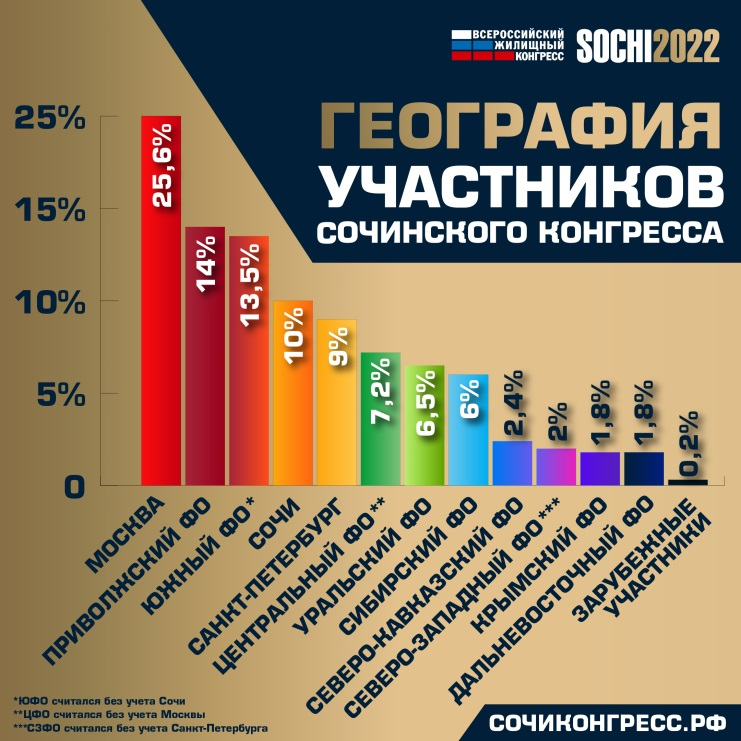 ВСЕРОССИЙСКИЙ
ЖИЛИЩНЫЙ
КОНГРЕСС
SOCHI2022
ГЕОГРАФИЯ
УЧАСТНИКОВ
СОЧИНСКОГО КОНГРЕССА
25%
15%
10%
5%
0
25,6%
14%
13,5%
10%
9%
7,2%
6,5%
6%
2,4%
2%
1,8%
1,8%
0,2%
МОСКВА
ПРИВОЛЖСКИЙ ФО
ЮЖНЫЙ ФО*
СОЧИ
САНКТ-ПЕТЕРБУРГ
ЦЕНТРАЛЬНЫЙ ФО**
УРАЛЬСКИЙ ФО
СИБИРСКИЙ ФО
СЕВЕРО-КАВКАЗСКИЙ ФО
СЕВЕРО-ЗАПАДНЫЙ ФО***
КРЫМСКИЙ ФО
ДАЛЬНЕВОСТОЧНЫЙ ФО
ЗАРУБЕЖНЫЕ
УЧАСТНИКИ
*ЮФО считался без учета Сочи
**ЦФО считался без учета Москвы
***СЗФО считался без учета Санкт-Петербурга
СОЧИКОНГРЕСС.РФ